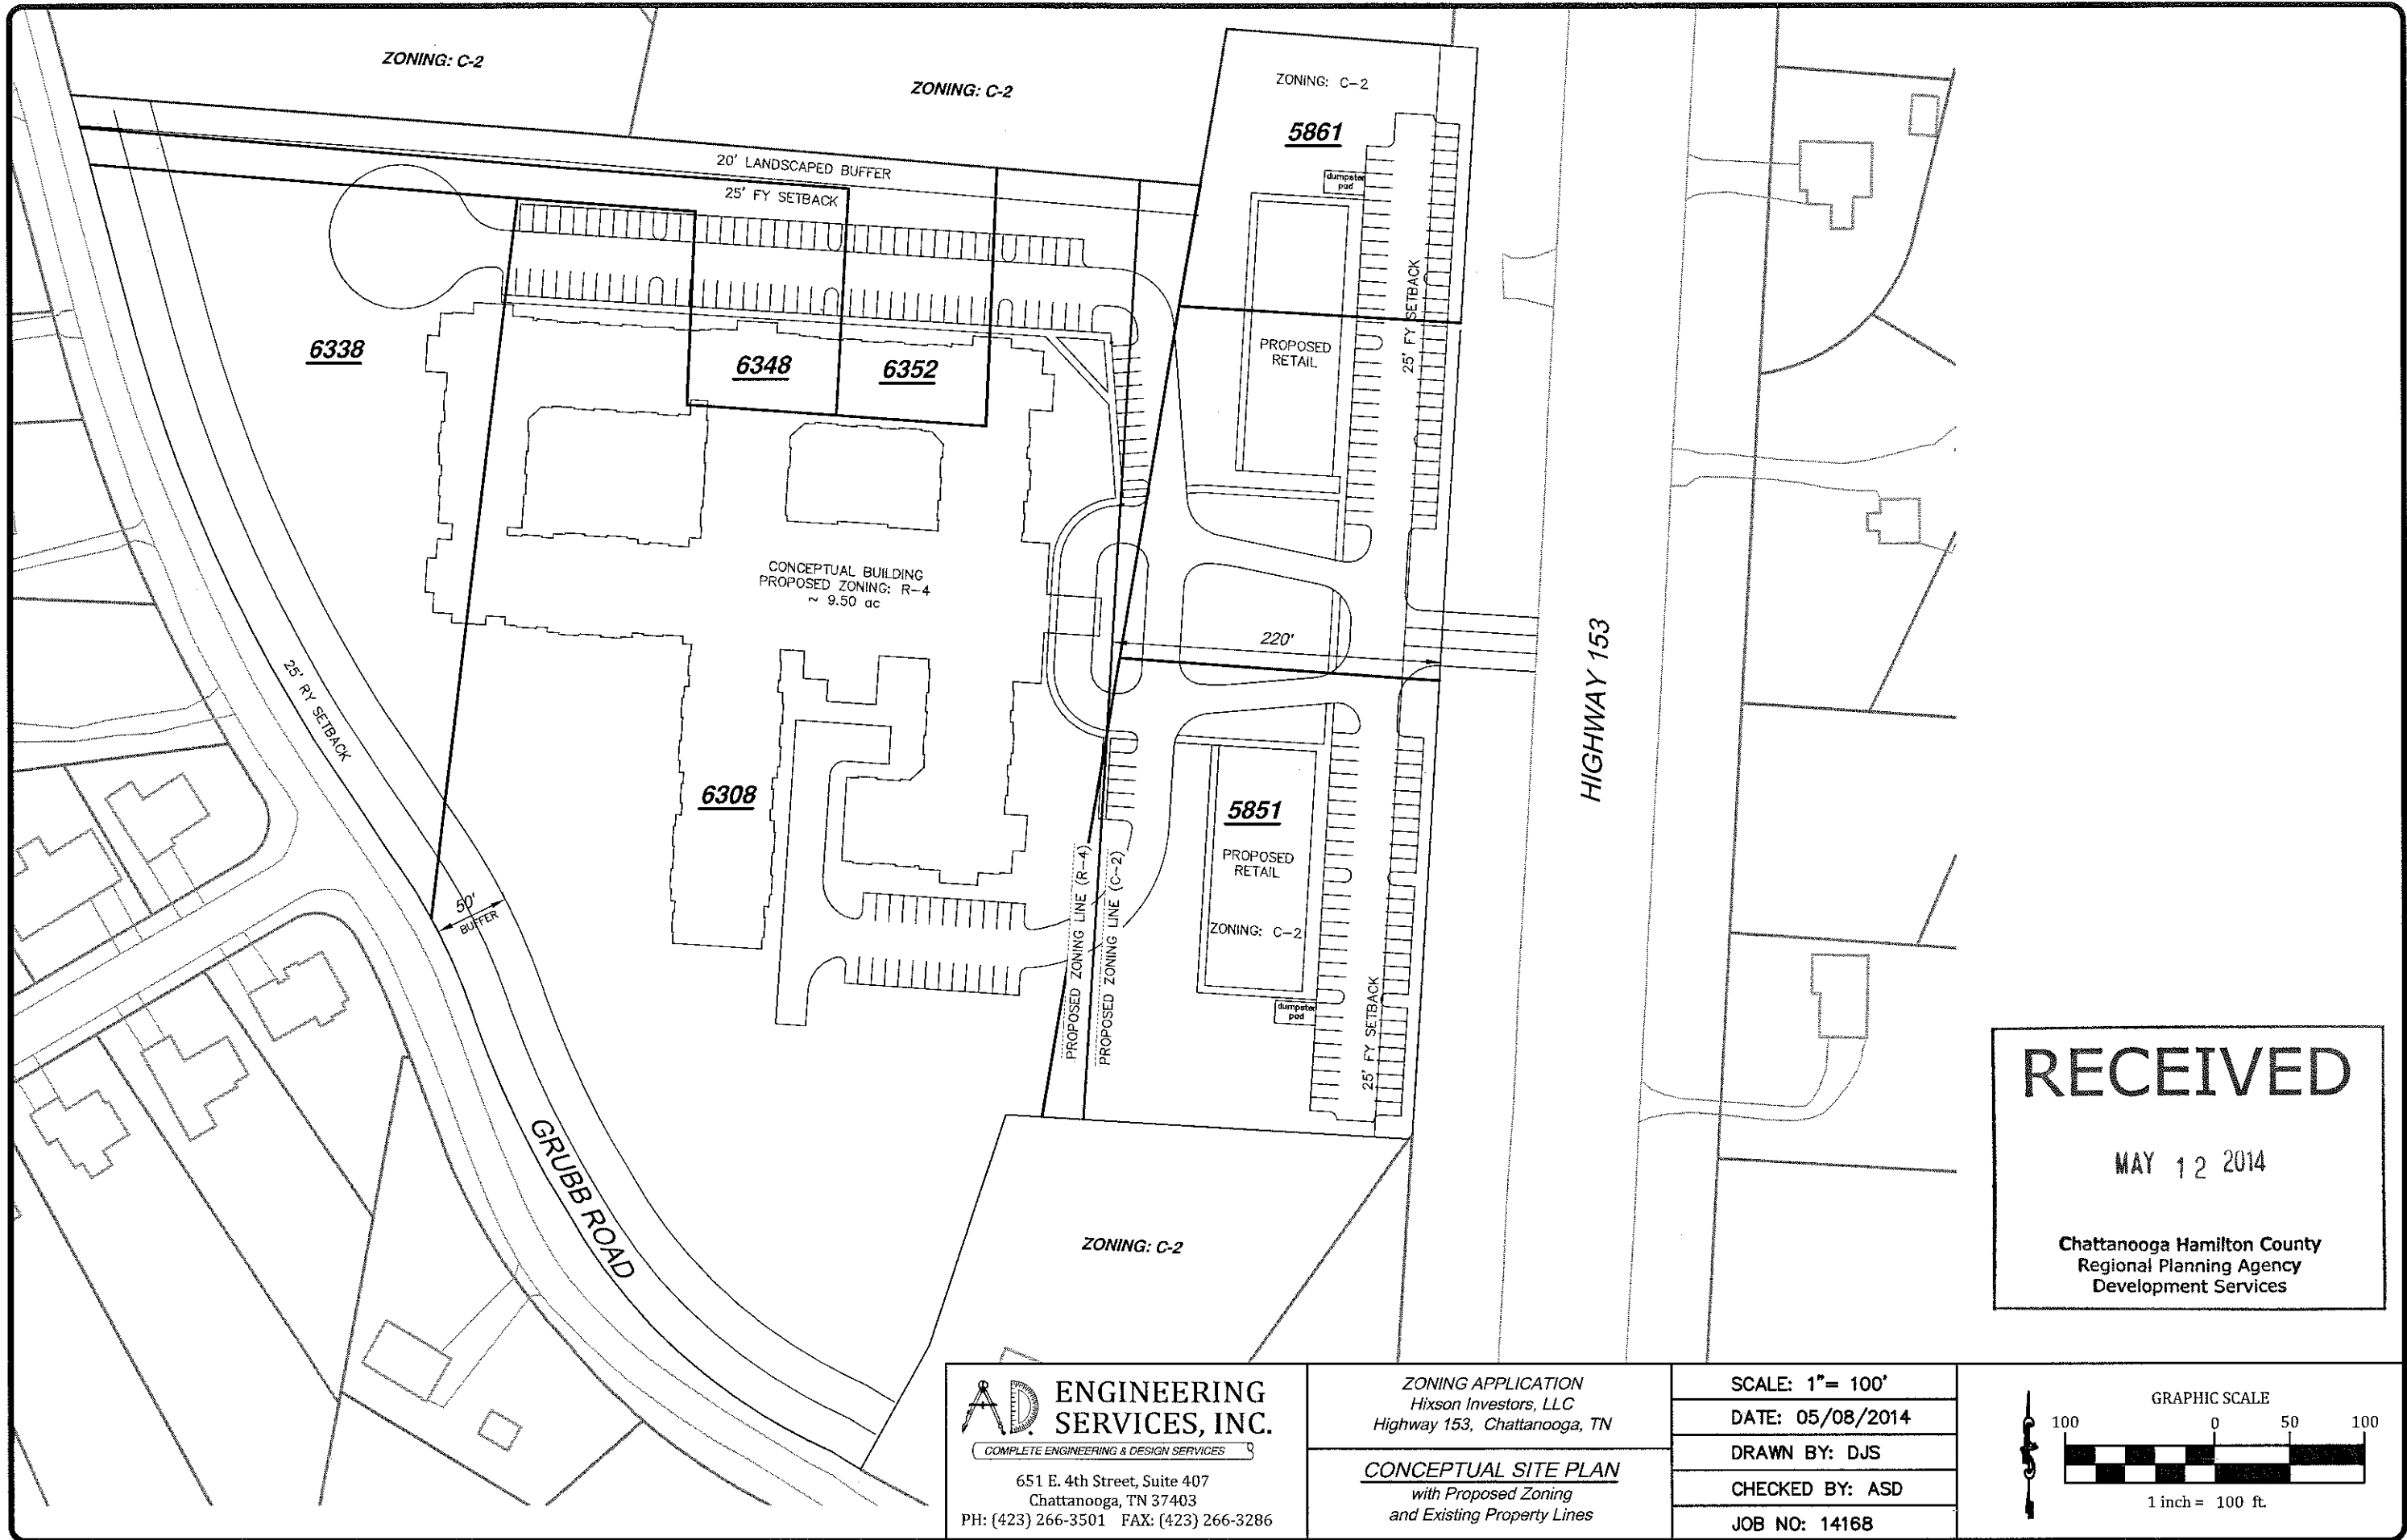 ZONING: C-2
ZONING: C-2
ZONING: C-2
5861
dumpster
pad
20' LANDSCAPED BUFFER
25' FY SETBACK
25' FY SETBACK
PROPOSED
RETAIL
6338
6348
6352
CONCEPTUAL BUILDING
PROPOSED ZONING: R-4
~ 9.50 ac
220'
HIGHWAY 153
25' RY SETBACK
6308
5851
PROPOSED
RETAIL
ZONING: C-2
dumpster
pad
25' FY SETBACK
PROPOSED ZONING LINE (R-4)
PROPOSED ZONING LINE (C-2)
50'
BUFFER
GRUBB ROAD
ZONING: C-2
RECEIVED
MAY 12 2014
Chattanooga Hamilton County
Regional Planning Agency
Development Services
AD ENGINEERING
SERVICES, INC.
COMPLETE ENGINEERING & DESIGN SERVICES
651 E. 4th Street, Suite 407
Chattanooga, TN 37403
PH: (423) 266-3501 FAX: (423) 266-3286
ZONING APPLICATION
Hixson Investors, LLC
Highway 153, Chattanooga, TN
CONCEPTUAL SITE PLAN
with Proposed Zoning
and Existing Property Lines
SCALE: 1"= 100'
DATE: 05/08/2014
DRAWN BY: DJS
CHECKED BY: ASD
JOB NO: 14168
GRAPHIC SCALE
100 0 50 100
1 inch = 100 ft.